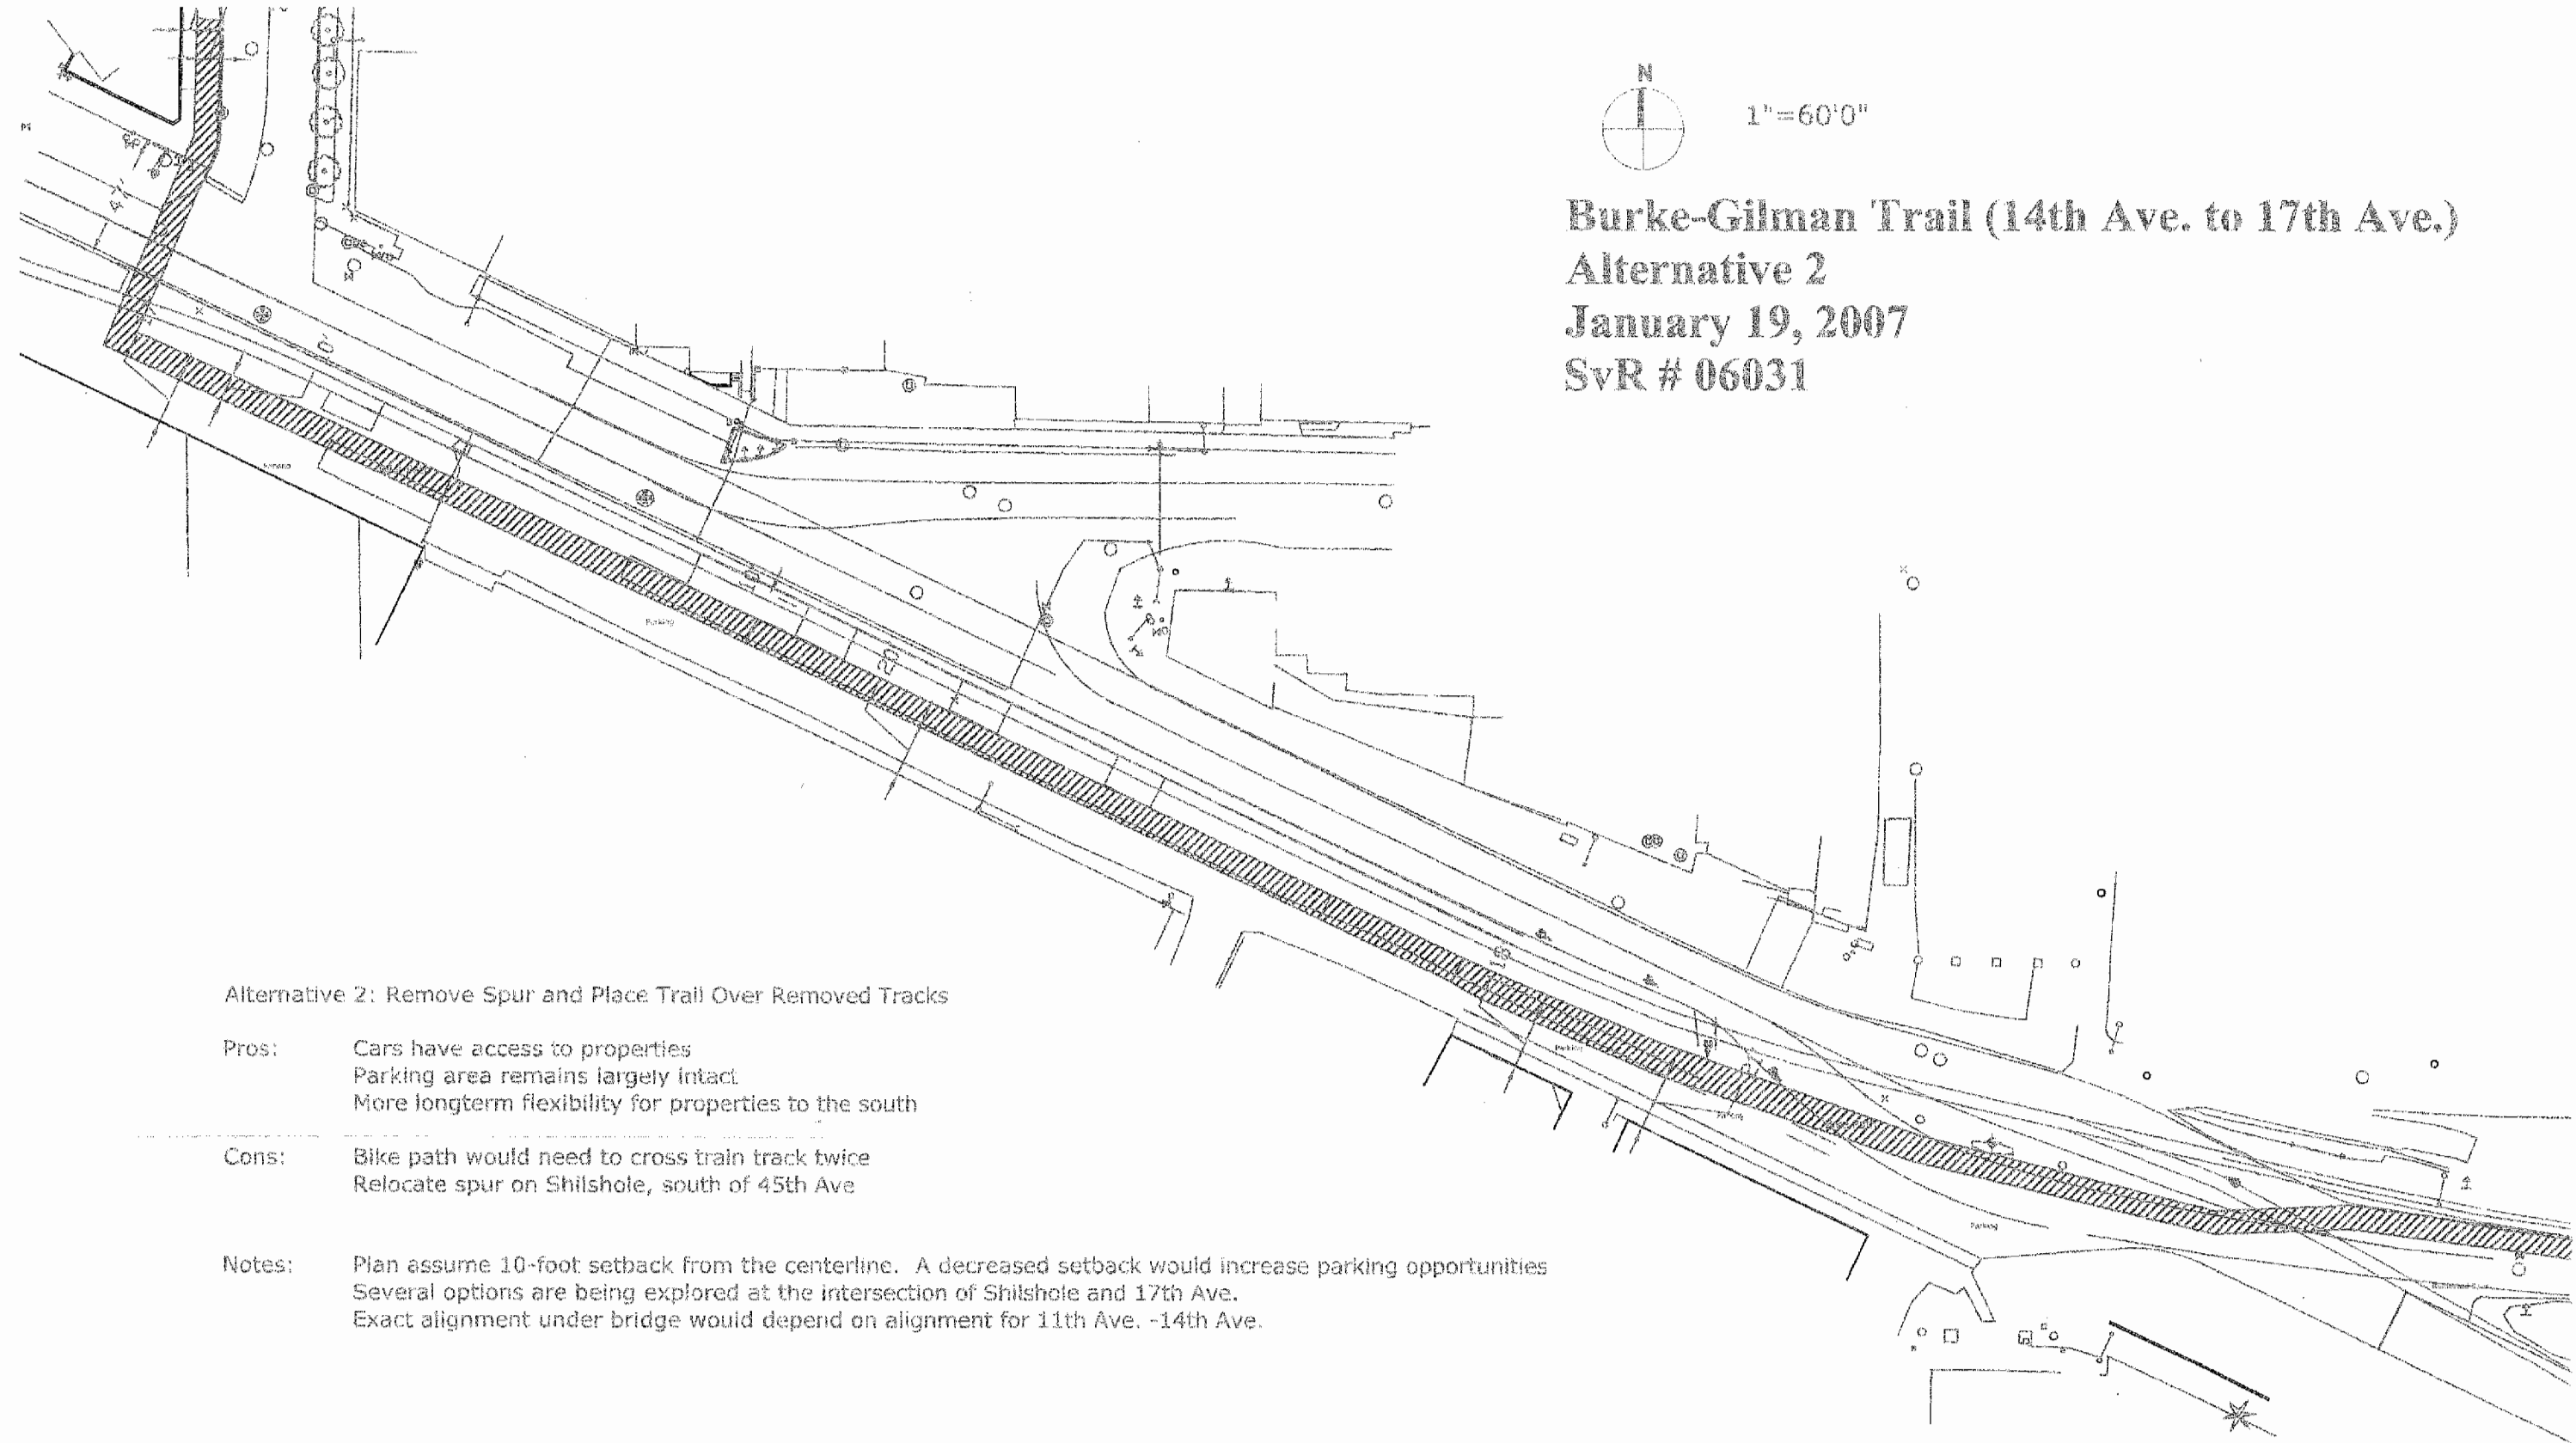 N
1"=60'0"
Burke-Gilman Trail (14th Ave. to 17th Ave.)
Alternative 2
January 19, 2007
SvR # 06031
Parking
20
Parking
Parking
Parking
Alternative 2: Remove Spur and Place Trail Over Removed Tracks
Pros: Cars have access to properties
Parking area remains largely intact
More longterm flexibility for properties to the south
Cons: Bike path would need to cross train track twice
Relocate spur on Shilshole, south of 45th Ave
Notes: Plan assume 10-foot setback from the centerline. A decreased setback would increase parking opportunities
Several options are being explored at the intersection of Shilshole and 17th Ave.
Exact alignment under bridge would depend on alignment for 11th Ave. -14th Ave.